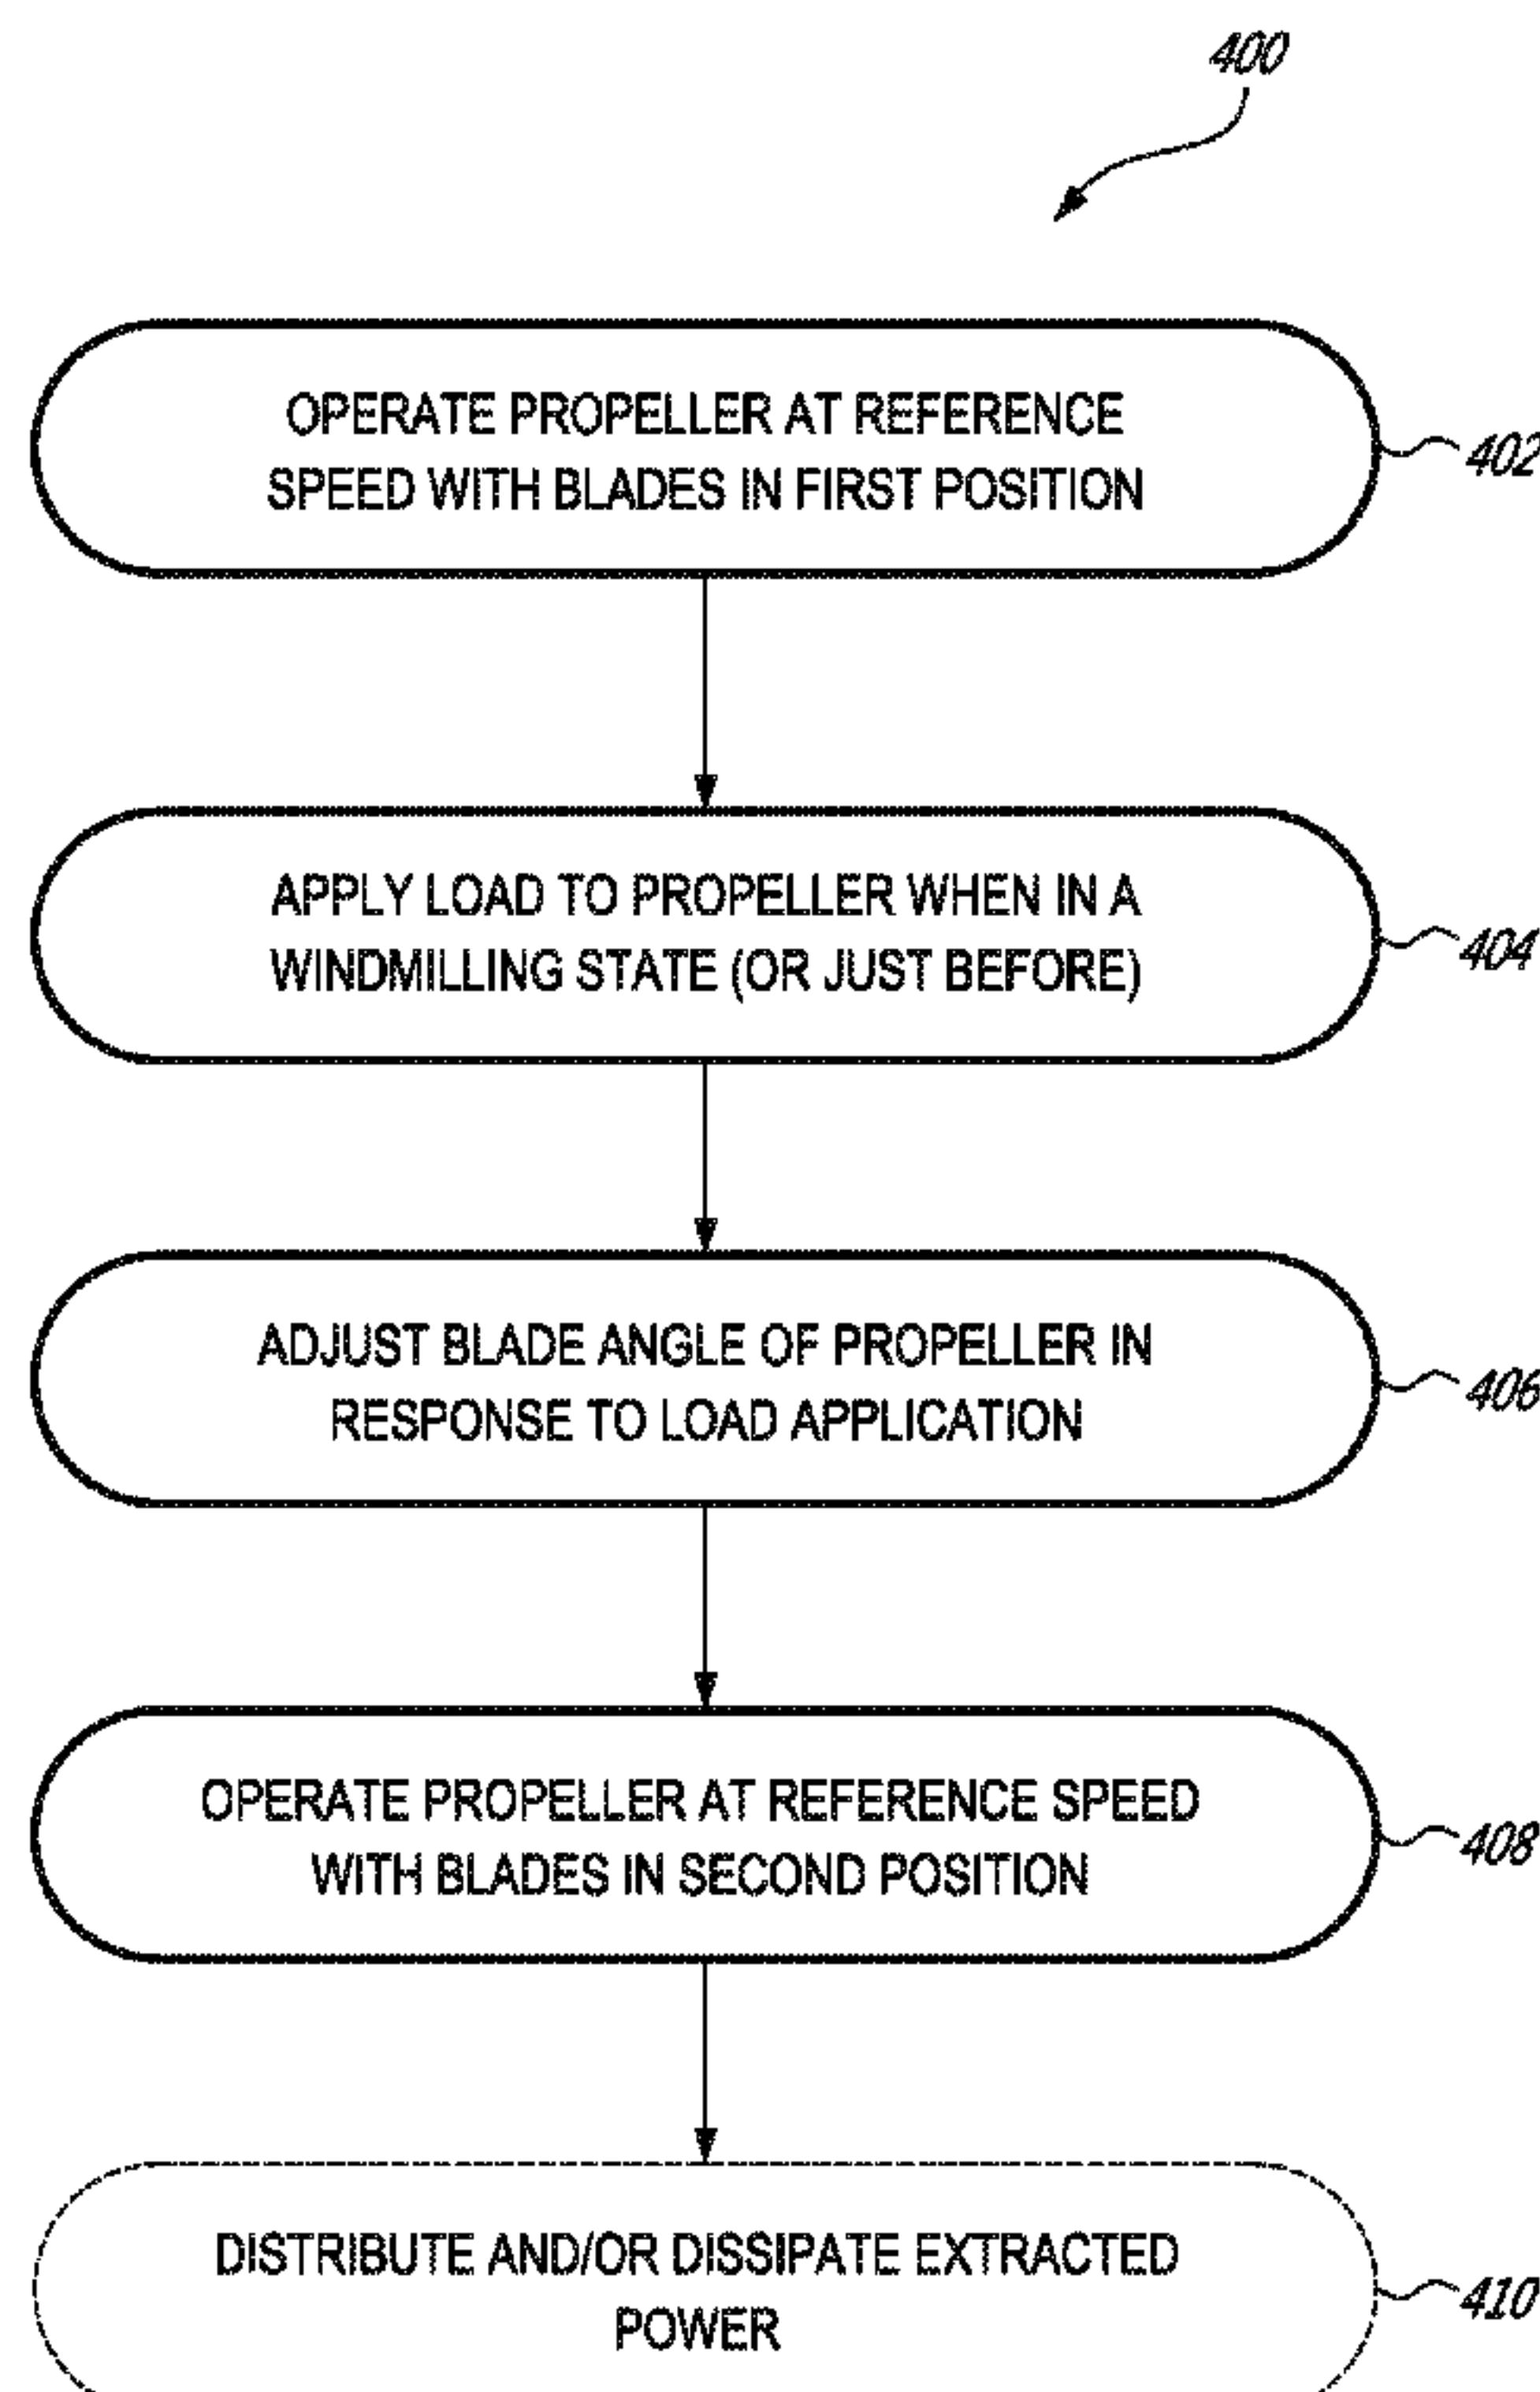 400
OPERATE PROPELLER AT REFERENCE
SPEED WITH BLADES IN FIRST POSITION
402
APPLY LOAD TO PROPELLER WHEN IN A
WINDMILLING STATE (OR JUST BEFORE)
404
ADJUST BLADE ANGLE OF PROPELLER IN
RESPONSE TO LOAD APPLICATION
406
OPERATE PROPELLER AT REFERENCE SPEED
WITH BLADES IN SECOND POSITION
408
DISTRIBUTE AND/OR DISSIPATE EXTRACTED
POWER
410